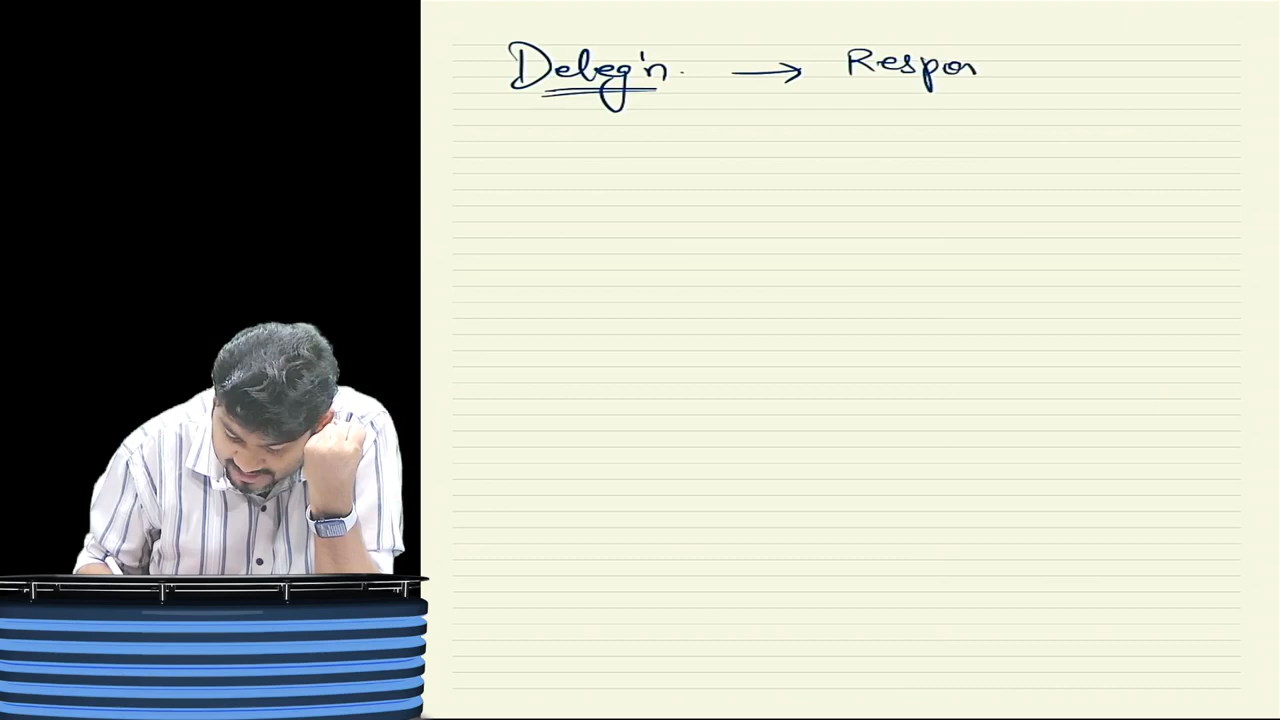 Deleg'n. → Respon